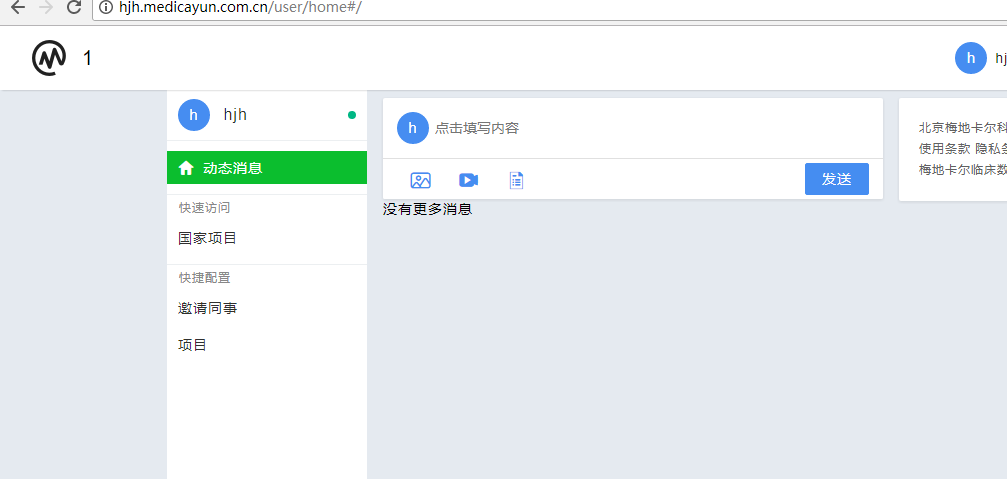 hjh.medicayun.com.cn/user/home#/
1
h hj
h hjh
动态消息
快速访问
国家项目
快捷配置
邀请同事
项目
h 点击填写内容
发送
没有更多消息
北京梅地卡尔科
使用条款 隐私条
梅地卡尔临床数